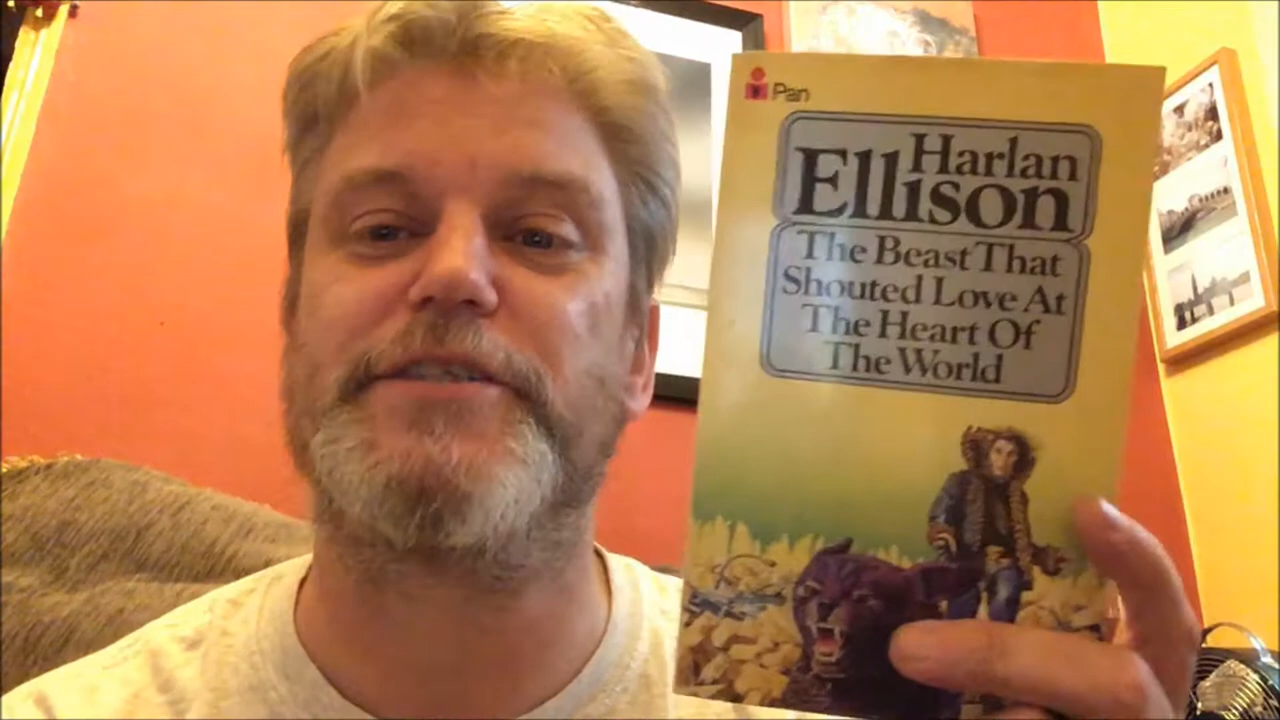 Pan
Harlan
Ellison
The Beast That
Shouted Love At
The Heart Of
The World